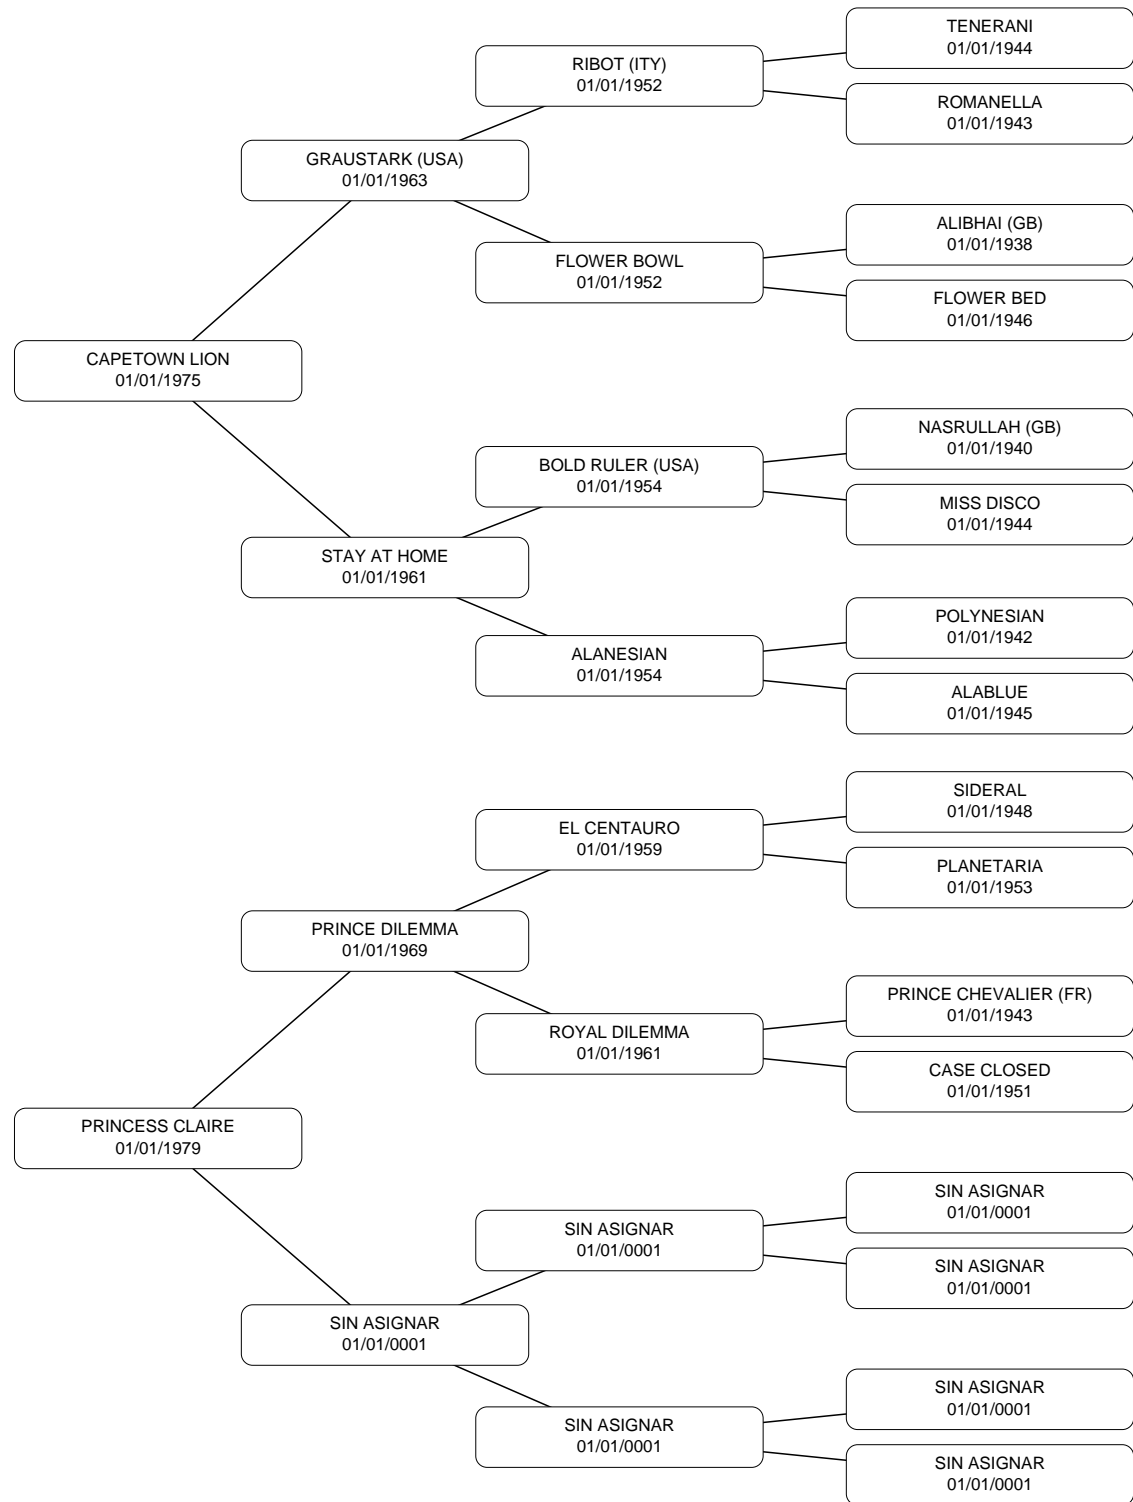 TENERANI
01/01/1944
RIBOT (ITY)
01/01/1952
ROMANELLA
01/01/1943
GRAUSTARK (USA)
01/01/1963
ALIBHAI (GB)
01/01/1938
FLOWER BOWL
01/01/1952
FLOWER BED
01/01/1946
CAPETOWN LION
01/01/1975
NASRULLAH (GB)
01/01/1940
BOLD RULER (USA)
01/01/1954
MISS DISCO
01/01/1944
STAY AT HOME
01/01/1961
POLYNESIAN
01/01/1942
ALANESIAN
01/01/1954
ALABLUE
01/01/1945
SIDERAL
01/01/1948
EL CENTAURO
01/01/1959
PLANETARIA
01/01/1953
PRINCE DILEMMA
01/01/1969
PRINCE CHEVALIER (FR)
01/01/1943
ROYAL DILEMMA
01/01/1961
CASE CLOSED
01/01/1951
PRINCESS CLAIRE
01/01/1979
SIN ASIGNAR
01/01/0001
SIN ASIGNAR
01/01/0001
SIN ASIGNAR
01/01/0001
SIN ASIGNAR
01/01/0001
SIN ASIGNAR
01/01/0001
SIN ASIGNAR
01/01/0001
SIN ASIGNAR
01/01/0001